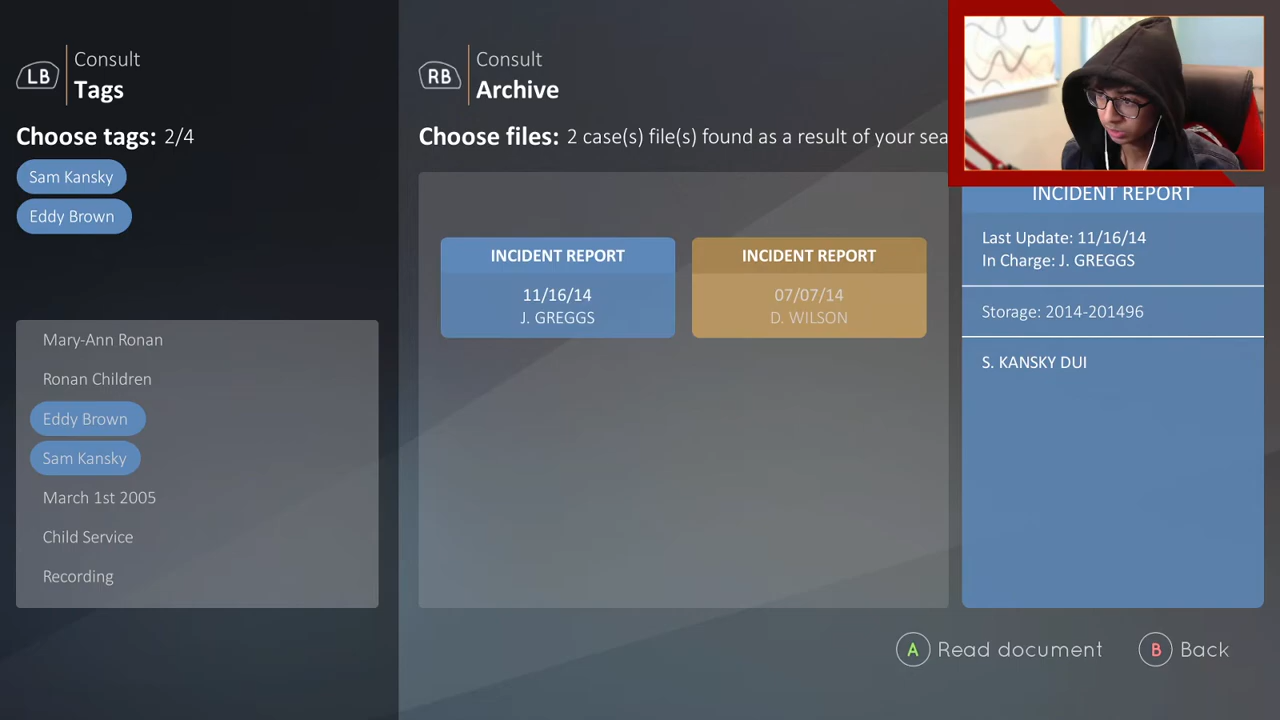 LB
Consult
Tags
Choose tags: 2/4
Sam Kansky
Eddy Brown
Mary-Ann Ronan
Ronan Children
Eddy Brown
Sam Kansky
March 1st 2005
Child Service
Recording
RB
Consult
Archive
Choose files: 2 case(s) file(s) found as a result of your sea
INCIDENT REPORT
11/16/14
J. GREGGS
INCIDENT REPORT
07/07/14
D. WILSON
INCIDENT REPORT
Last Update: 11/16/14
In Charge: J. GREGGS
Storage: 2014-201496
S. KANSKY DUI
A Read document
B Back